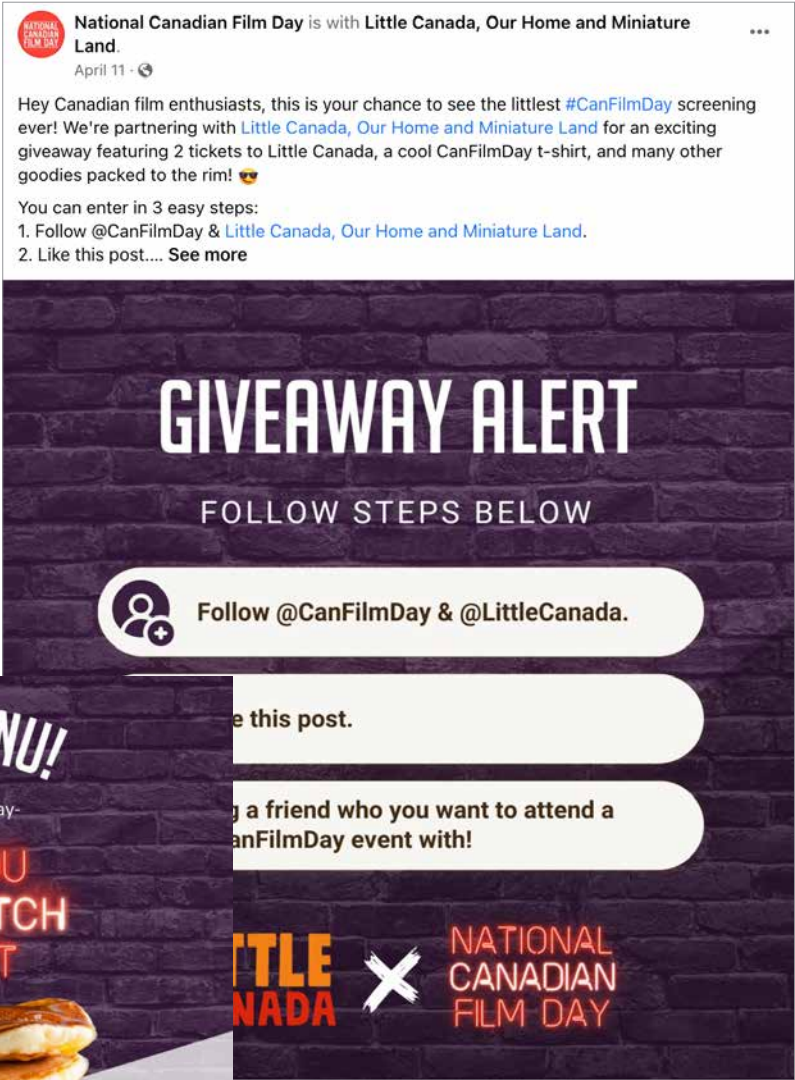 NATIONAL
CANADIAN
FILM DAY
National Canadian Film Day is with Little Canada, Our Home and Miniature
Land.
April 11 ·
Hey Canadian film enthusiasts, this is your chance to see the littlest #CanFilmDay screening
ever! We're partnering with Little Canada, Our Home and Miniature Land for an exciting
giveaway featuring 2 tickets to Little Canada, a cool CanFilmDay t-shirt, and many other
goodies packed to the rim! 😎
You can enter in 3 easy steps:
1. Follow @CanFilmDay & Little Canada, Our Home and Miniature Land.
2. Like this post.... See more
GIVEAWAY ALERT
FOLLOW STEPS BELOW
Follow @CanFilmDay & @LittleCanada.
e this post.
g a friend who you want to attend a
anFilmDay event with!
TTLE
NADA
X
NATIONAL
CANADIAN
FILM DAY
NU!
ay-
U
TCH
T